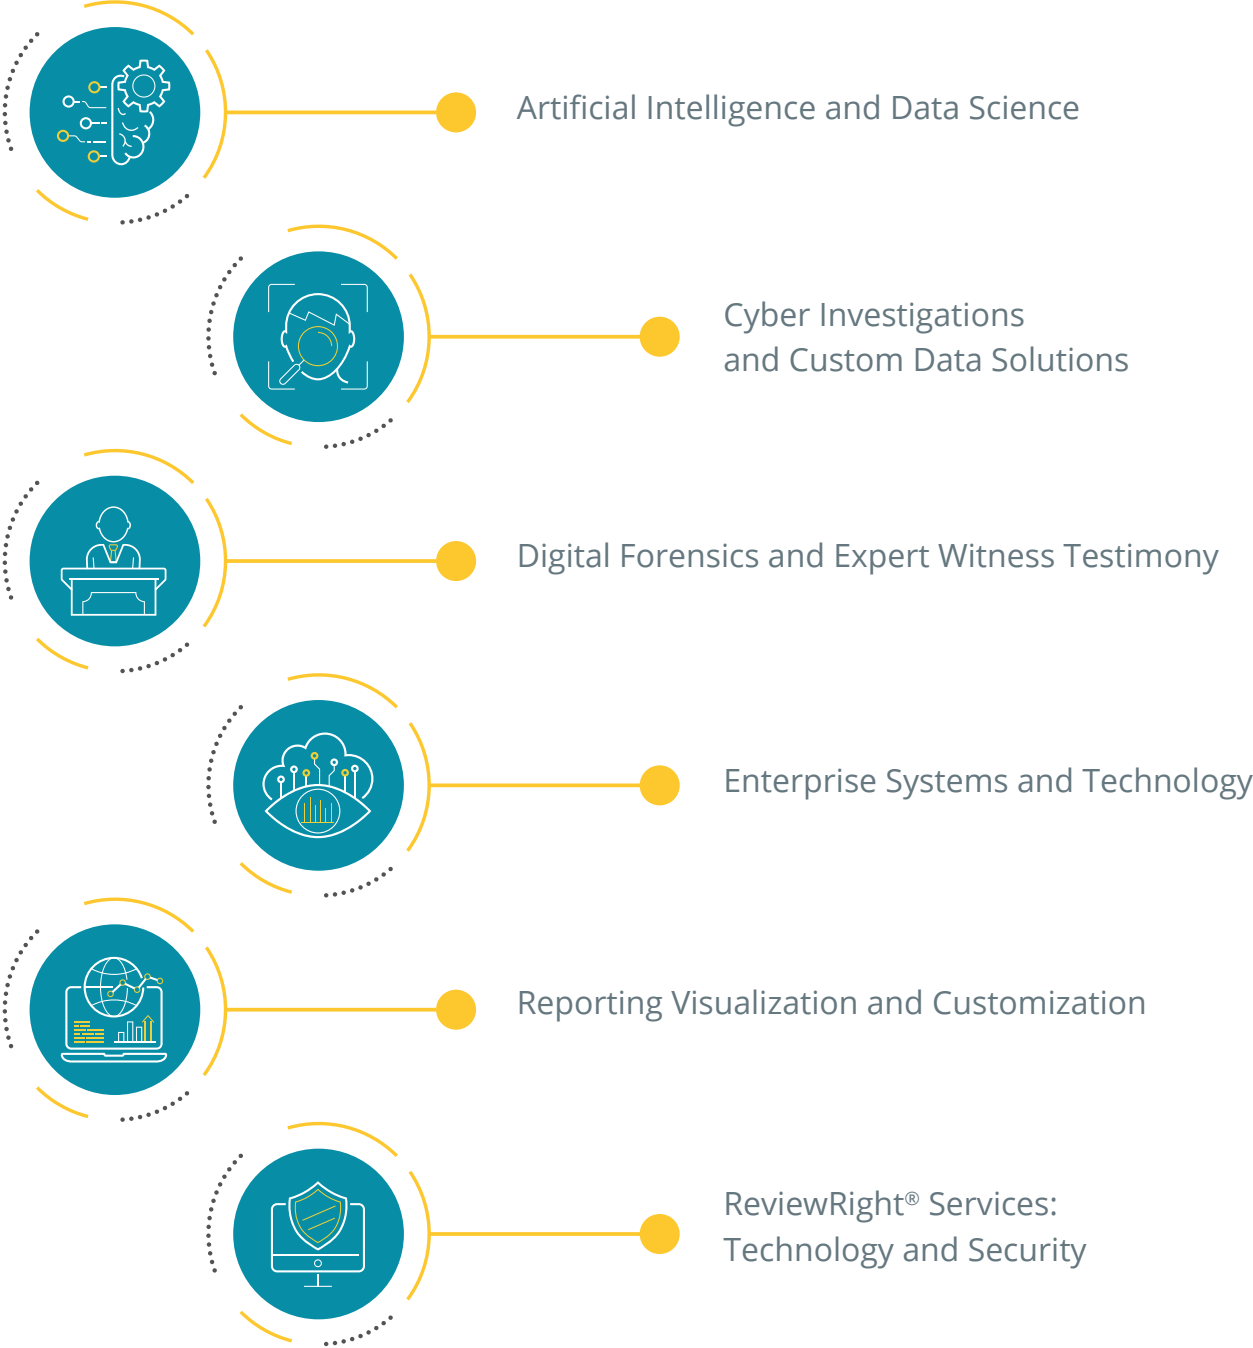 Artificial Intelligence and Data Science
Cyber Investigations
and Custom Data Solutions
Digital Forensics and Expert Witness Testimony
Enterprise Systems and Technology
Reporting Visualization and Customization
ReviewRight® Services:
Technology and Security